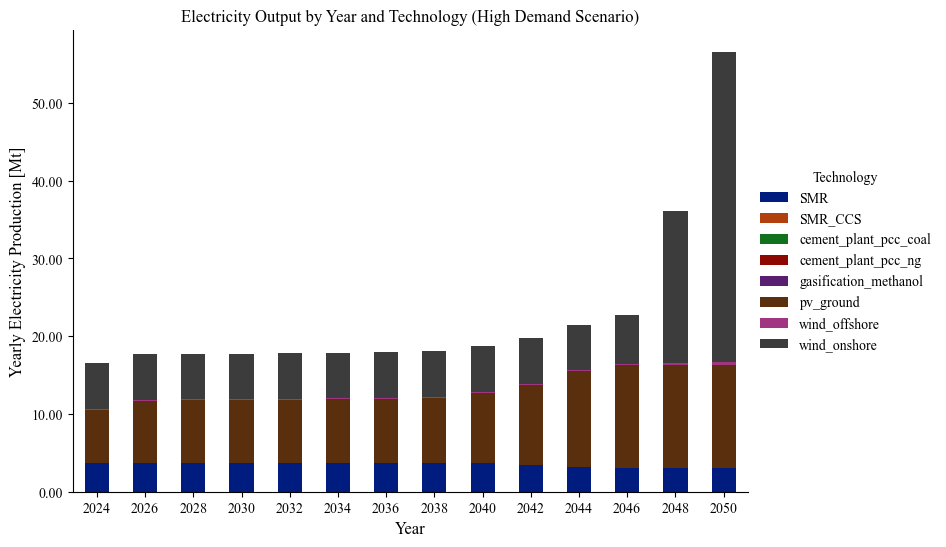 Electricity Output by Year and Technology (High Demand Scenario)
Yearly Electricity Production [Mt]
50.00
40.00
30.00
20.00
10.00
0.00
2024 2026 2028 2030 2032 2034 2036 2038 2040 2042 2044 2046 2048 2050
Year
Technology
SMR
SMR_CCS
cement_plant_pcc_coal
cement_plant_pcc_ng
gasification_methanol
pv_ground
wind_offshore
wind_onshore